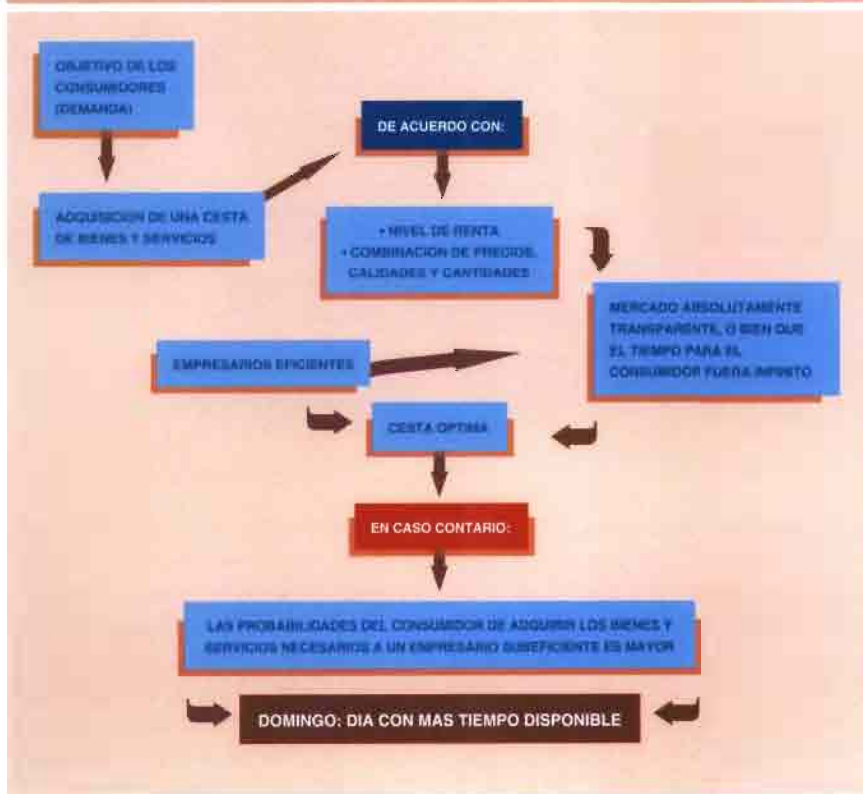 OBJETIVO DE LOS
CONSUMIDORES
(DEMANDA)
DE ACUERDO CON:
ADQUISICION DE UNA CESTA
DE BIENES Y SERVICIOS
• NIVEL DE RENTA
• COMBINACION DE PRECIOS,
CALIDADES Y CANTIDADES
MERCADO ABSOLUTAMENTE
TRANSPARENTE, O BIEN QUE
EL TIEMPO PARA EL
CONSUMIDOR FUERA INFINITO
EMPRESARIOS EFICIENTES
CESTA OPTIMA
EN CASO CONTARIO:
LAS PROBABILIDADES DEL CONSUMIDOR DE ADQUIRIR LOS BIENES Y
SERVICIOS NECESARIOS A UN EMPRESARIO SUBEFICIENTE ES MAYOR
DOMINGO: DIA CON MAS TIEMPO DISPONIBLE